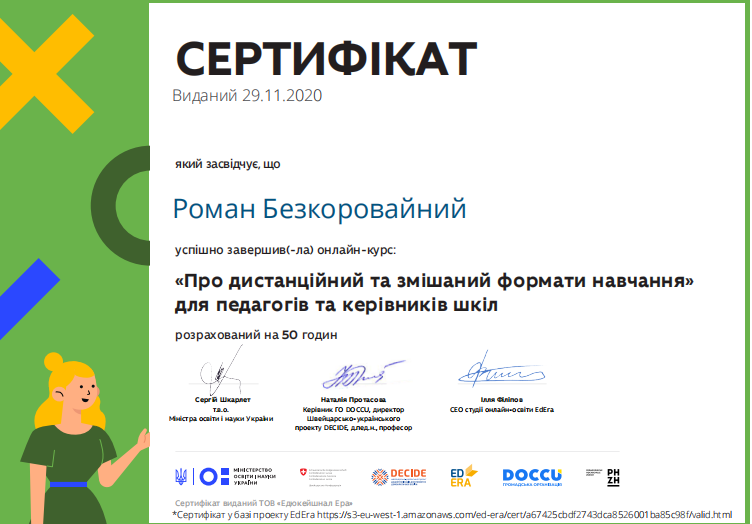 СЕРТИФІКАТ
Виданий 29.11.2020
який засвідчує, що
Роман Безкоровайний
успішно завершив(-ла) онлайн-курс:
«Про дистанційний та змішаний формати навчання»
для педагогів та керівників шкіл
розрахований на 50 годин
Сергій Шкарлет
т.в.о.
Міністра освіти і науки України
Наталія Протасова
Керівник ГО DOCCU, директор
Швейцарсько-українського
проекту DECIDE, д.пед.н., професор
Ілля Філіпов
CEO студії онлайн-освіти EdEra
МІНІСТЕРСТВО
ОСВІТИ І НАУКИ
УКРАЇНИ
DECIDE
ED
ERA
DOCCU
ГРОМАДСЬКА ОРГАНІЗАЦІЯ
PH
ZH
Сертифікат виданий ТОВ «Едюкейшнал Ера»
*Сертифікат у базі проекту EdEra https://s3-eu-west-1.amazonaws.com/ed-era/cert/a67425cbdf2743dca8526001ba85c98f/valid.html